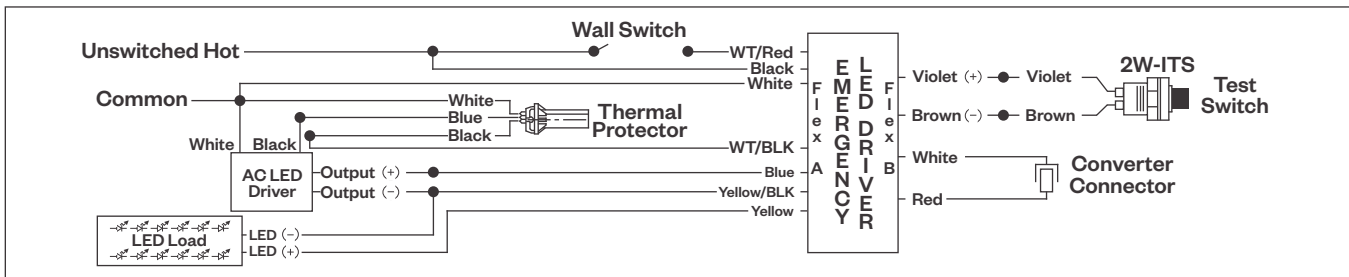 Wall Switch
Unswitched Hot
WT/Red
Black
White
Common
White
Blue
Black
Thermal
Protector
White
Black
WT/BLK
AC LED
Driver
Output (+)
Output (-)
Blue
Yellow/BLK
Yellow
LED Load
LED (-)
LED (+)
Flex A
EMERGENCY
LED DRIVER
Flex B
Violet (+)
Violet
Brown (-)
Brown
2W-ITS
Test
Switch
White
Red
Converter
Connector